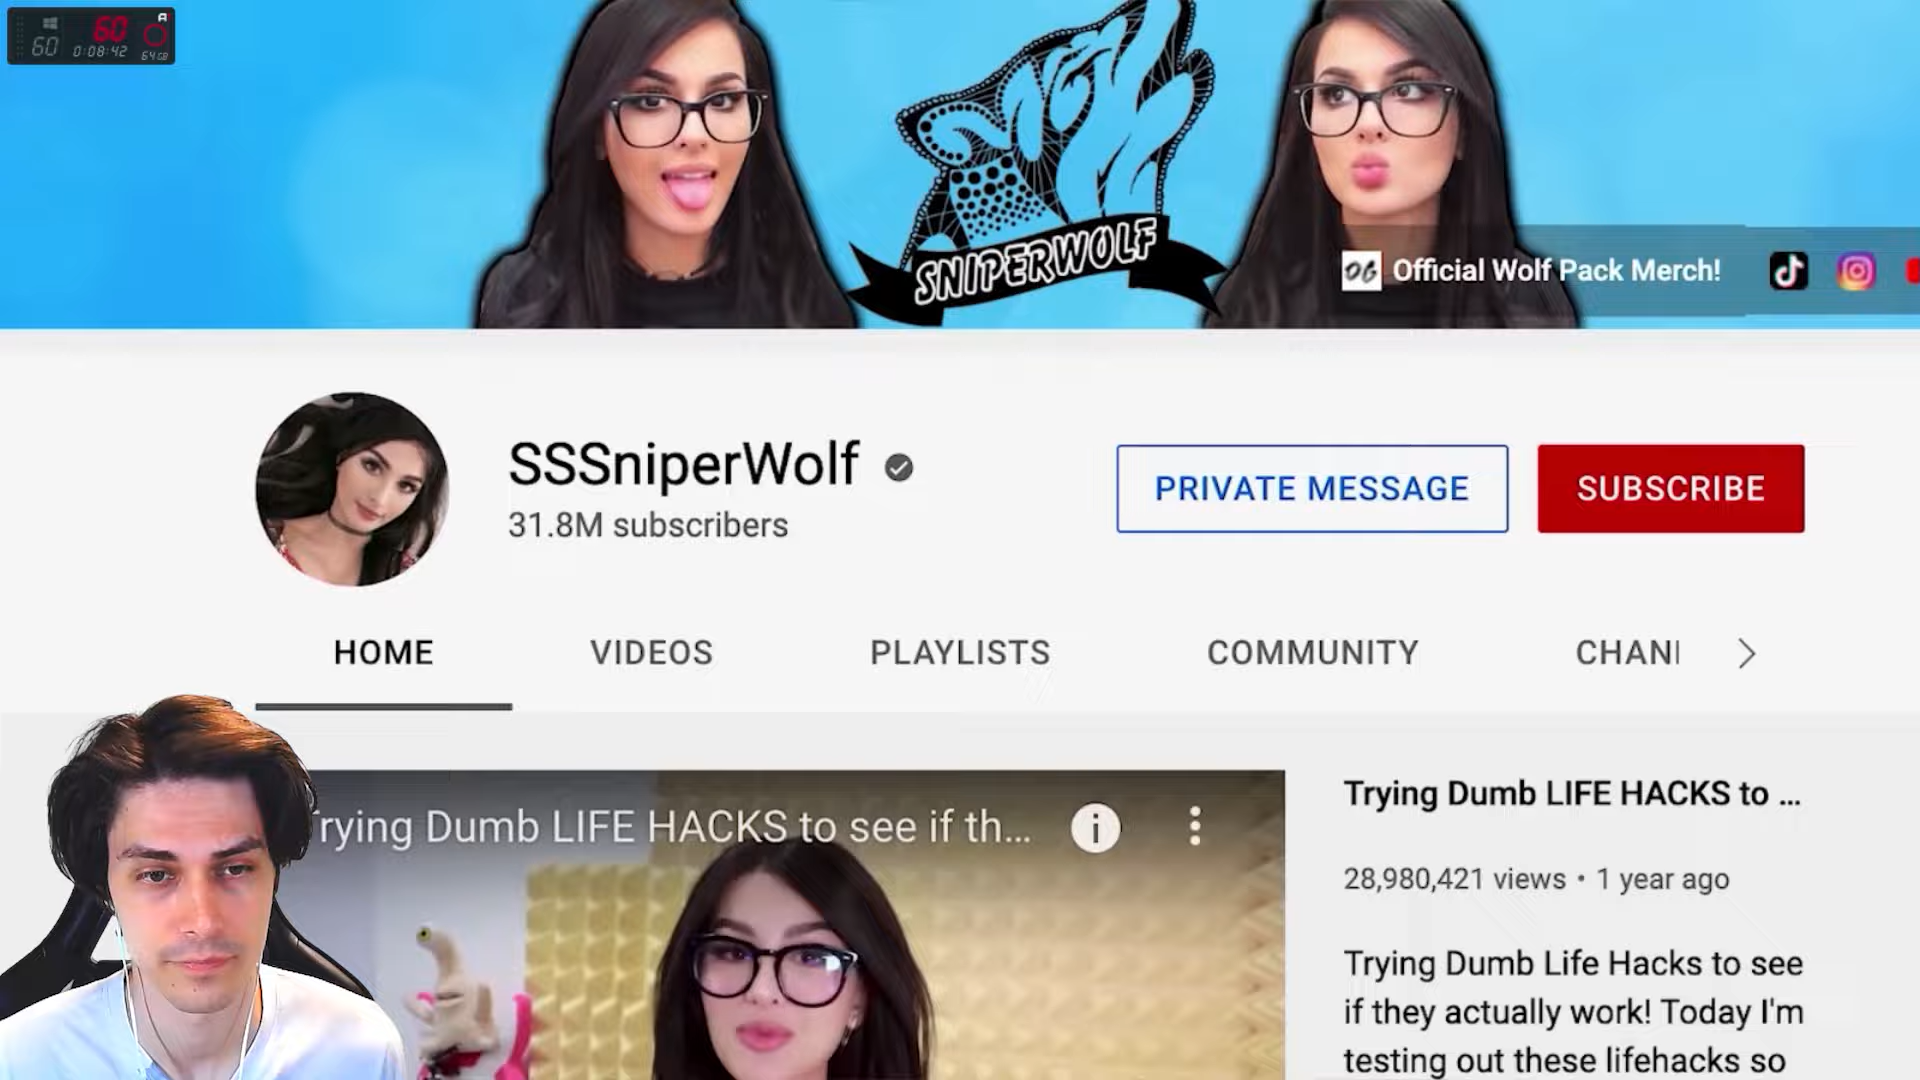 60
A
60
0:08:42
64GB
SNIPERWOLF
OG
Official Wolf Pack Merch!
SSSniperWolf
31.8M subscribers
PRIVATE MESSAGE
SUBSCRIBE
HOME
VIDEOS
PLAYLISTS
COMMUNITY
CHAN
Trying Dumb LIFE HACKS to see if th...
Trying Dumb LIFE HACKS to ...
28,980,421 views • 1 year ago
Trying Dumb Life Hacks to see
if they actually work! Today I'm
testing out these lifehacks so